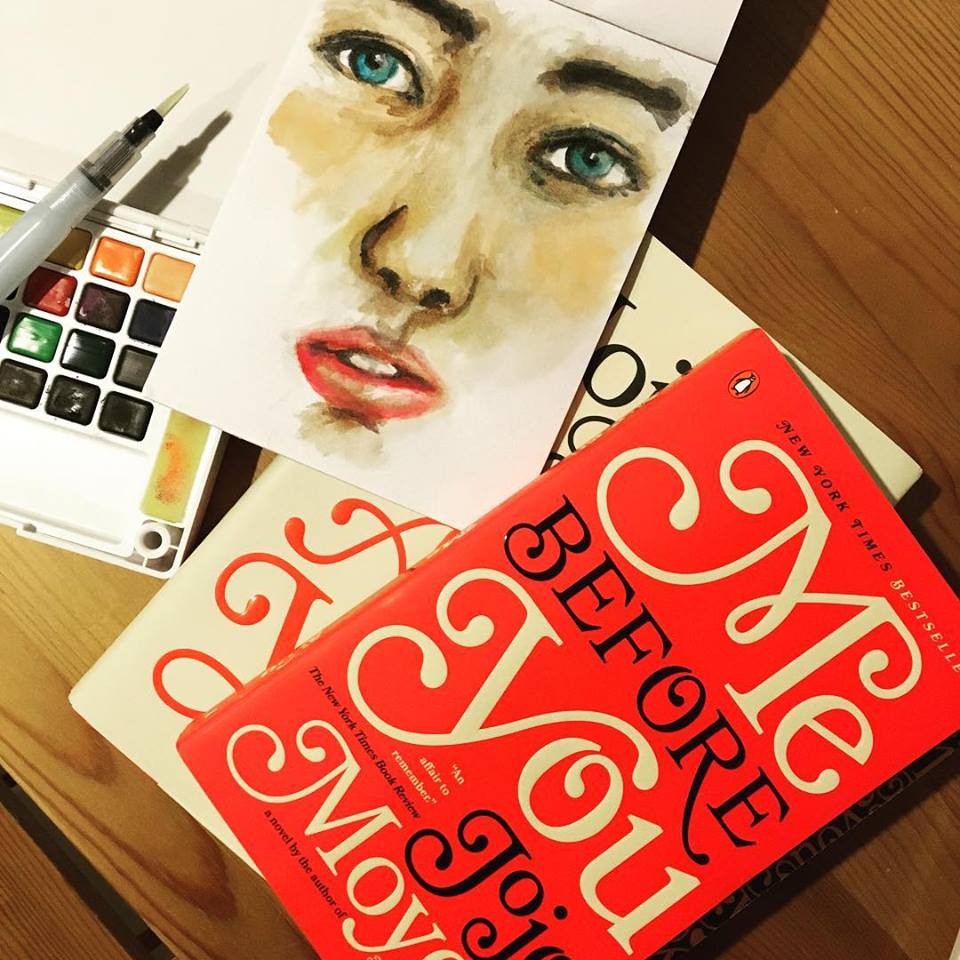 NEW YORK TIMES BESTSELLE
Me
BEFORE
You
"An
affair to
remember."
The New York Times Book Review
Jojo
Moye
a novel by the author of